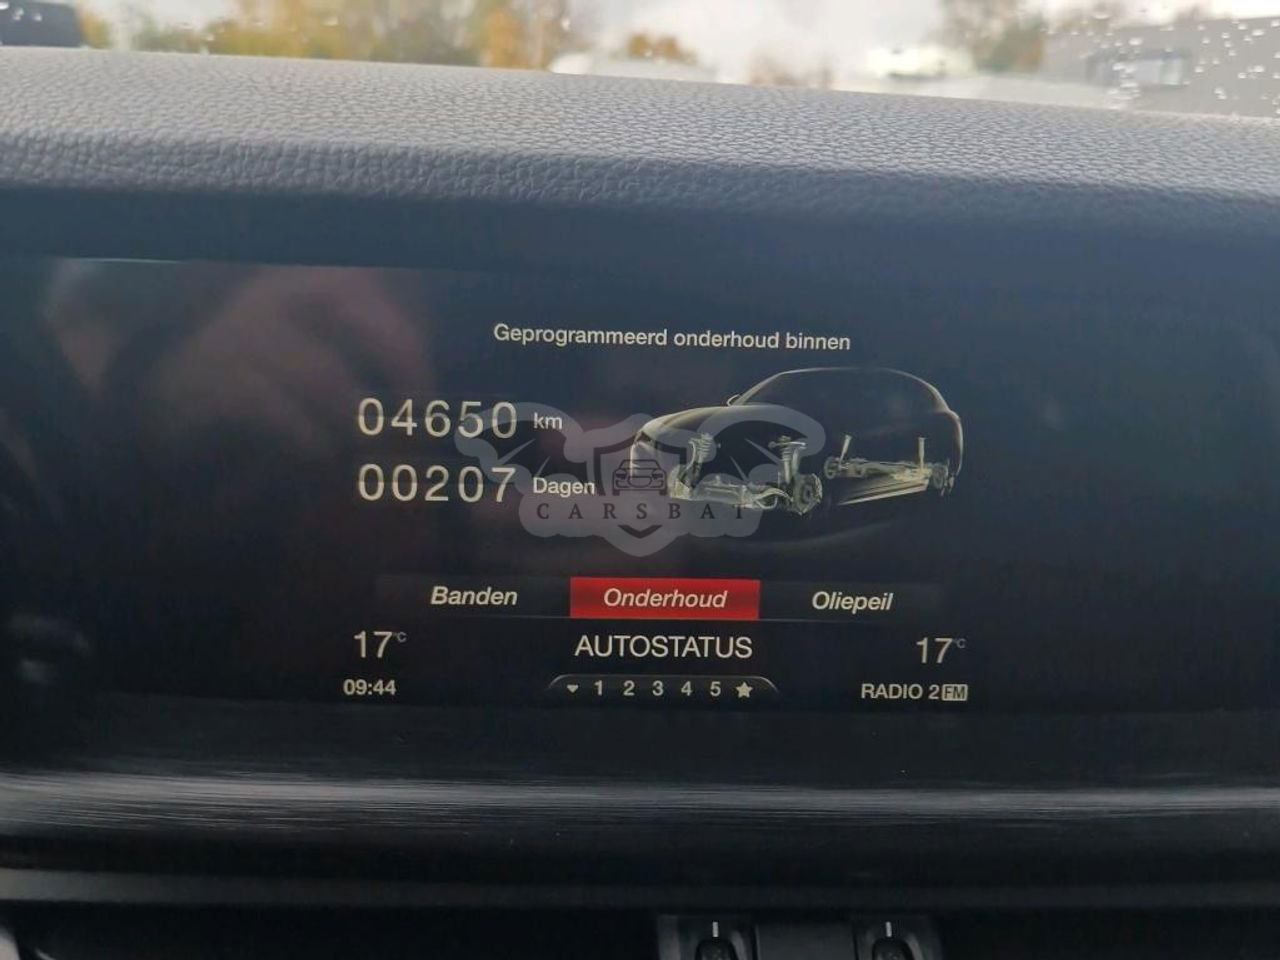 Geprogrammeerd onderhoud binnen
04650 km
00207 Dagen
CARSBAT
Banden Onderhoud Oliepeil
17°C AUTOSTATUS 17°C
09:44 1 2 3 4 5 RADIO 2 FM